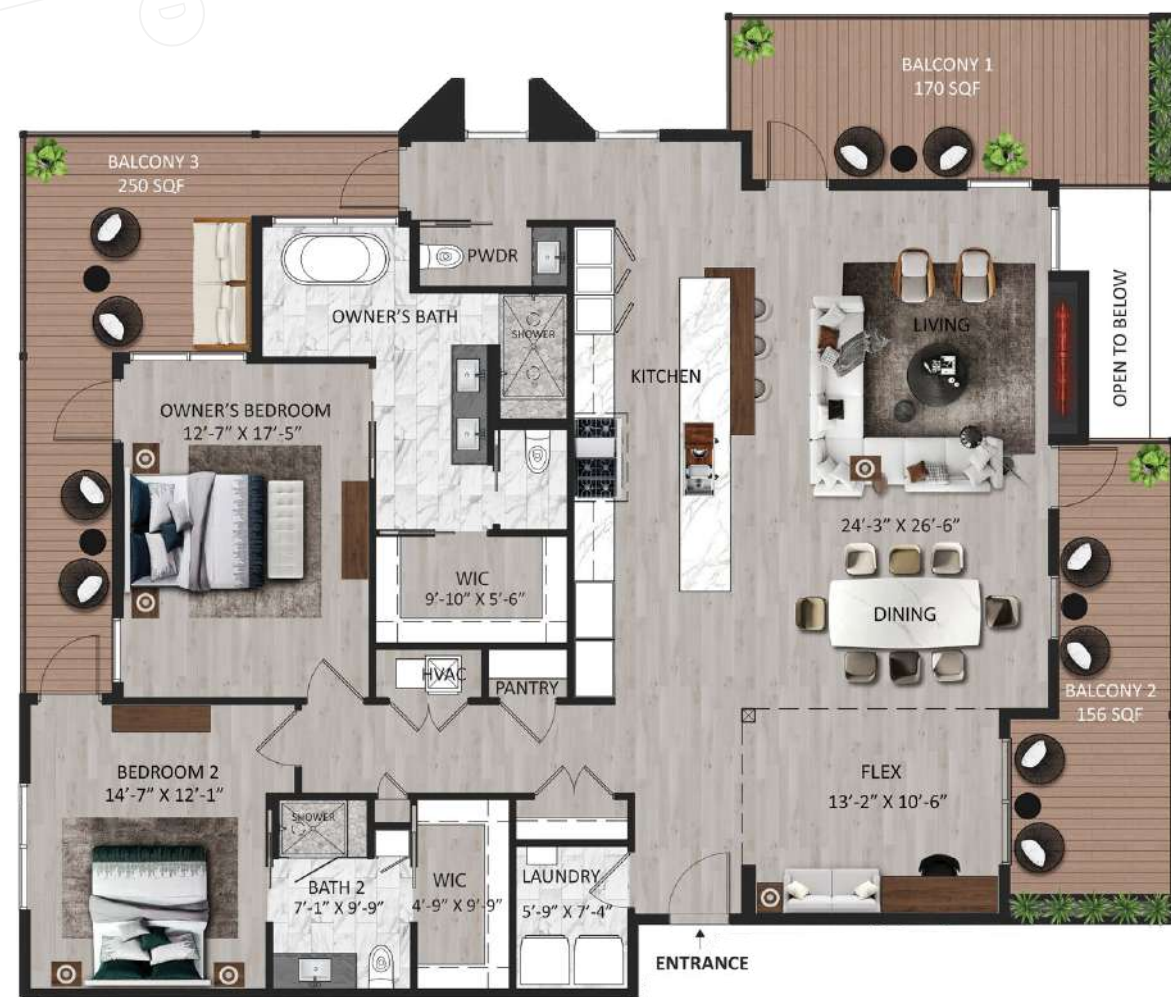 D
BALCONY 1
170 SQF
BALCONY 3
250 SQF
PWDR
OWNER'S BATH
SHOWER
LIVING
OPEN TO BELOW
KITCHEN
OWNER'S BEDROOM
12'-7" X 17'-5"
24'-3" X 26'-6"
WIC
9'-10" X 5'-6"
DINING
HVAC
PANTRY
BALCONY 2
156 SQF
BEDROOM 2
14'-7" X 12'-1"
FLEX
13'-2" X 10'-6"
SHOWER
BATH 2
7'-1" X 9'-9"
WIC
4'-9" X 9'-9"
LAUNDRY
5'-9" X 7'-4"
ENTRANCE